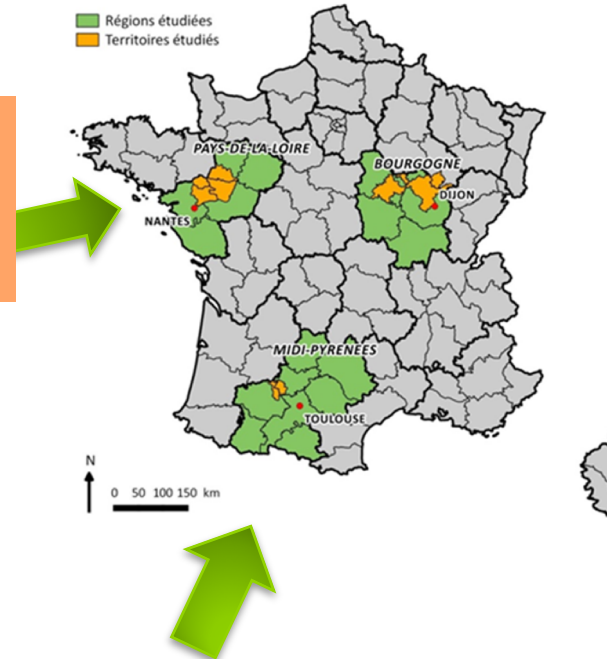 Régions étudiées
Territoires étudiés
PAYS-DE-LA-LOIRE
BOURGOGNE
DIJON
NANTES
MIDI-PYRENEES
TOULOUSE
N
0 50 100 150 km